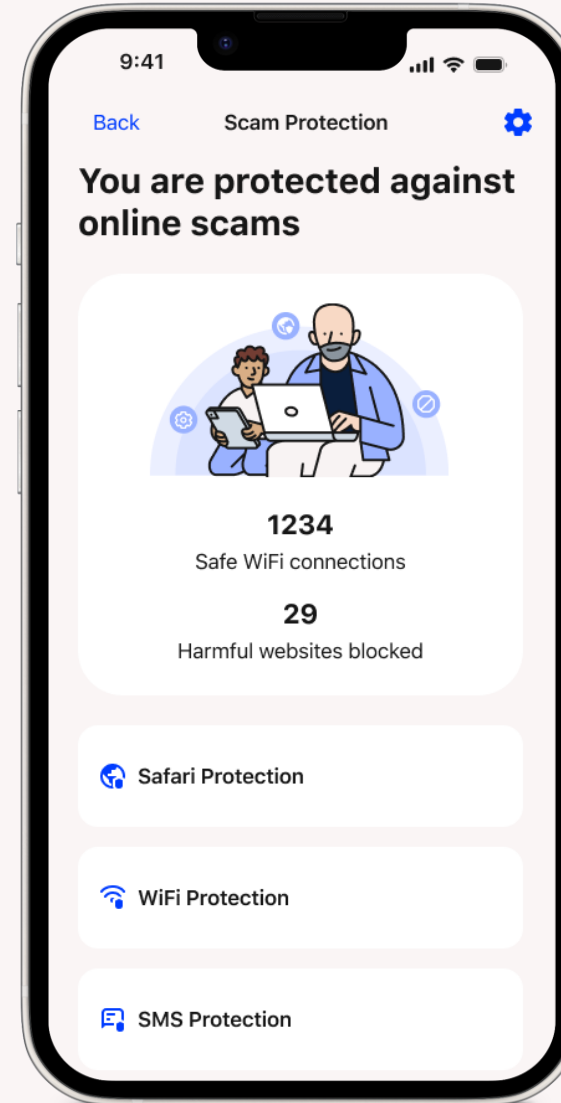 9:41
Back
Scam Protection
You are protected against
online scams
1234
Safe WiFi connections
29
Harmful websites blocked
Safari Protection
WiFi Protection
SMS Protection